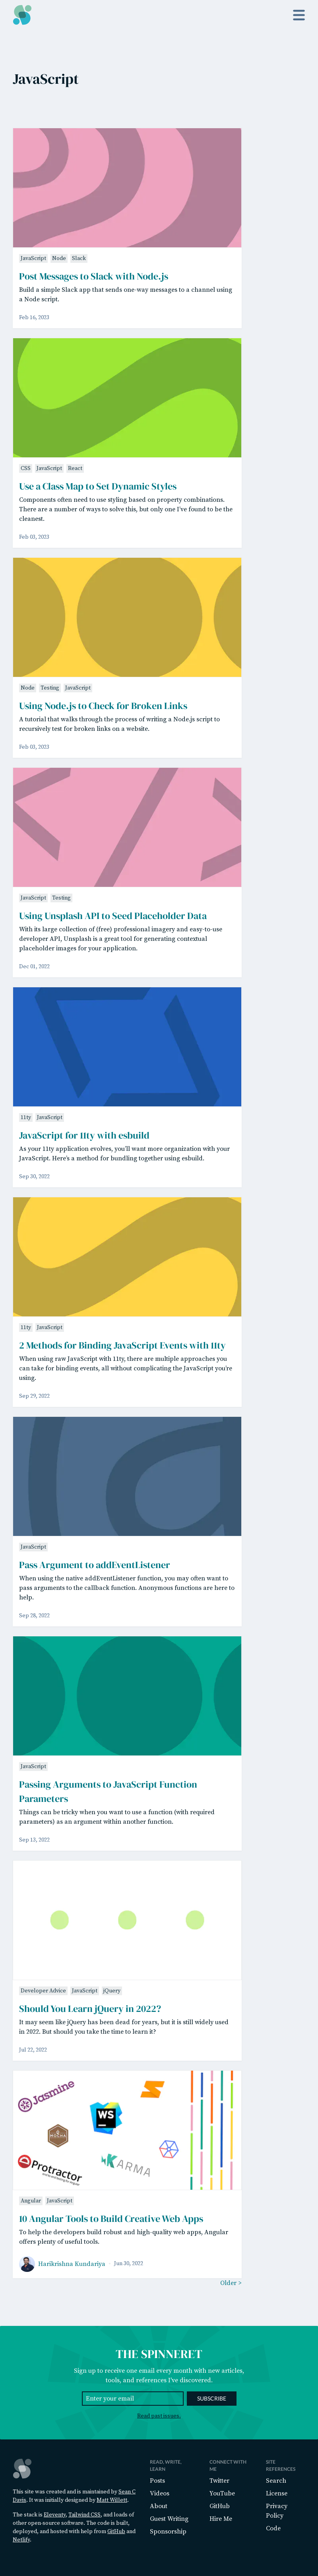 JavaScript
JavaScript Node Slack
Post Messages to Slack with Node.js
Build a simple Slack app that sends one-way messages to a channel using
a Node script.
Feb 16, 2023
CSS JavaScript React
Use a Class Map to Set Dynamic Styles
Components often need to use styling based on property combinations.
There are a number of ways to solve this, but only one I've found to be the
cleanest.
Feb 03, 2023
Node Testing JavaScript
Using Node.js to Check for Broken Links
A tutorial that walks through the process of writing a Node.js script to
recursively test for broken links on a website.
Feb 03, 2023
JavaScript Testing
Using Unsplash API to Seed Placeholder Data
With its large collection of (free) professional imagery and easy-to-use
developer API, Unsplash is a great tool for generating contextual
placeholder images for your application.
Dec 01, 2022
11ty JavaScript
JavaScript for 11ty with esbuild
As your 11ty application evolves, you'll want more organization with your
JavaScript. Here's a method for bundling together using esbuild.
Sep 30, 2022
11ty JavaScript
2 Methods for Binding JavaScript Events with 11ty
When using raw JavaScript with 11ty, there are multiple approaches you
can take for binding events, all without complicating the JavaScript you're
using.
Sep 29, 2022
JavaScript
Pass Argument to addEventListener
When using the native addEventListener function, you may often want to
pass arguments to the callback function. Anonymous functions are here to
help.
Sep 28, 2022
JavaScript
Passing Arguments to JavaScript Function
Parameters
Things can be tricky when you want to use a function (with required
parameters) as an argument within another function.
Sep 13, 2022
Developer Advice JavaScript jQuery
Should You Learn jQuery in 2022?
It may seem like jQuery has been dead for years, but it is still widely used
in 2022. But should you take the time to learn it?
Jul 22, 2022
Jasmine
WS
MOCHA
KARMA
Protractor
Angular JavaScript
10 Angular Tools to Build Creative Web Apps
To help the developers build robust and high-quality web apps, Angular
offers plenty of useful tools.
Harikrishna Kundariya · Jun 30, 2022
Older >
THE SPINNERET
Sign up to receive one email every month with new articles,
tools, and references I've discovered.
Enter your email SUBSCRIBE
Read past issues.
This site was created and is maintained by Sean C
Davis. It was initially designed by Matt Willett.
The stack is Eleventy, Tailwind CSS, and loads of
other open-source software. The code is built,
deployed, and hosted with help from GitHub and
Netlify.
READ, WRITE,
LEARN
Posts
Videos
About
Guest Writing
Sponsorship
CONNECT WITH
ME
Twitter
YouTube
GitHub
Hire Me
SITE
REFERENCES
Search
License
Privacy
Policy
Code